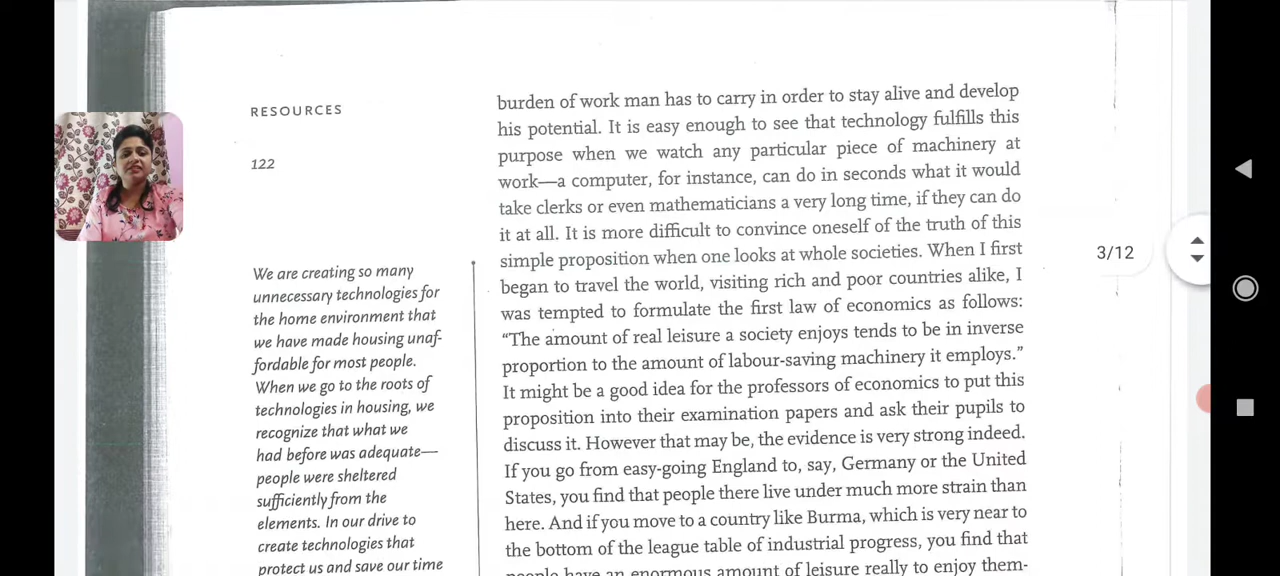 RESOURCES
122
We are creating so many
unnecessary technologies for
the home environment that
we have made housing unaf-
fordable for most people.
When we go to the roots of
technologies in housing, we
recognize that what we
had before was adequate—
people were sheltered
sufficiently from the
elements. In our drive to
create technologies that
protect us and save our time
burden of work man has to carry in order to stay alive and develop
his potential. It is easy enough to see that technology fulfills this
purpose when we watch any particular piece of machinery at
work—a computer, for instance, can do in seconds what it would
take clerks or even mathematicians a very long time, if they can do
it at all. It is more difficult to convince oneself of the truth of this
simple proposition when one looks at whole societies. When I first
began to travel the world, visiting rich and poor countries alike, I
was tempted to formulate the first law of economics as follows:
“The amount of real leisure a society enjoys tends to be in inverse
proportion to the amount of labour-saving machinery it employs.”
It might be a good idea for the professors of economics to put this
proposition into their examination papers and ask their pupils to
discuss it. However that may be, the evidence is very strong indeed.
If you go from easy-going England to, say, Germany or the United
States, you find that people there live under much more strain than
here. And if you move to a country like Burma, which is very near to
the bottom of the league table of industrial progress, you find that
people have an enormous amount of leisure really to enjoy them-
3/12